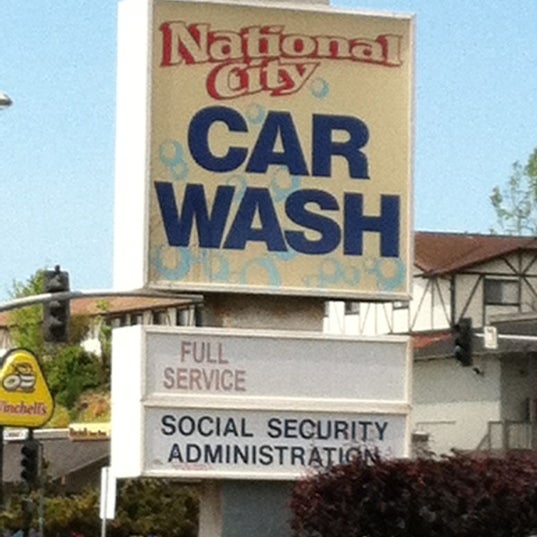 National
City
CAR
WASH
FULL
SERVICE
SOCIAL SECURITY
ADMINISTRATION
Winchell's